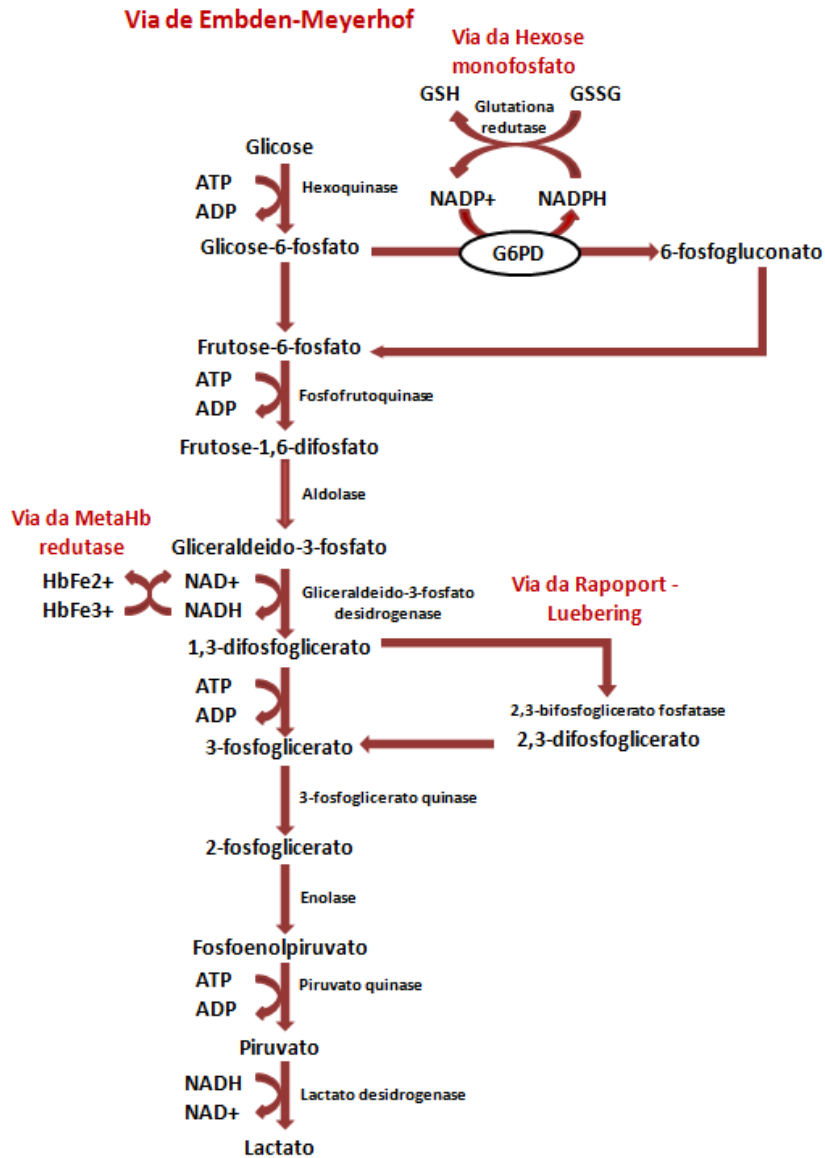 Via de Embden-Meyerhof
Via da Hexose
monofosfato
GSH
GSSG
Glutationa
redutase
Glicose
ATP
ADP
Hexoquinase
NADP+
NADPH
Glicose-6-fosfato
G6PD
6-fosfogluconato
Frutose-6-fosfato
ATP
ADP
Fosfofrutoquinase
Frutose-1,6-difosfato
Aldolase
Via da MetaHb
redutase
Gliceraldeido-3-fosfato
HbFe2+
HbFe3+
NAD+
NADH
Gliceraldeido-3-fosfato
desidrogenase
Via da Rapoport -
Luebering
1,3-difosfoglicerato
ATP
ADP
2,3-bifosfoglicerato fosfatase
2,3-difosfoglicerato
3-fosfoglicerato
3-fosfoglicerato quinase
2-fosfoglicerato
Enolase
Fosfoenolpiruvato
ATP
ADP
Piruvato quinase
Piruvato
NADH
NAD+
Lactato desidrogenase
Lactato